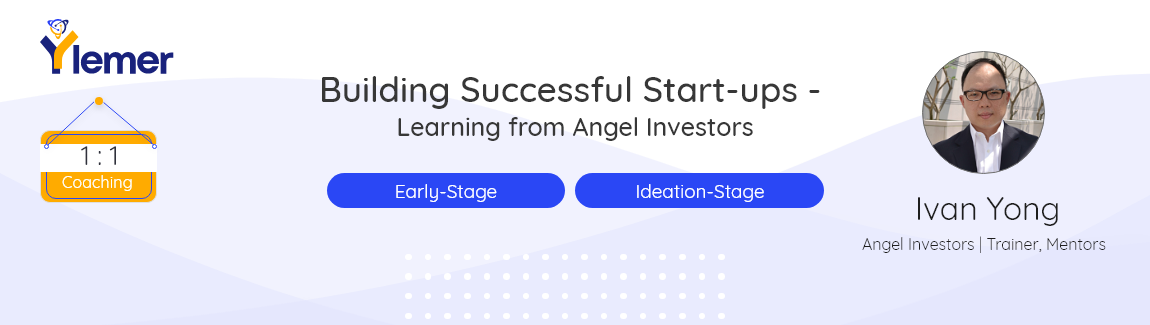 Ylemer
1 : 1
Coaching
Building Successful Start-ups -
Learning from Angel Investors
Early-Stage
Ideation-Stage
Ivan Yong
Angel Investors | Trainer, Mentors